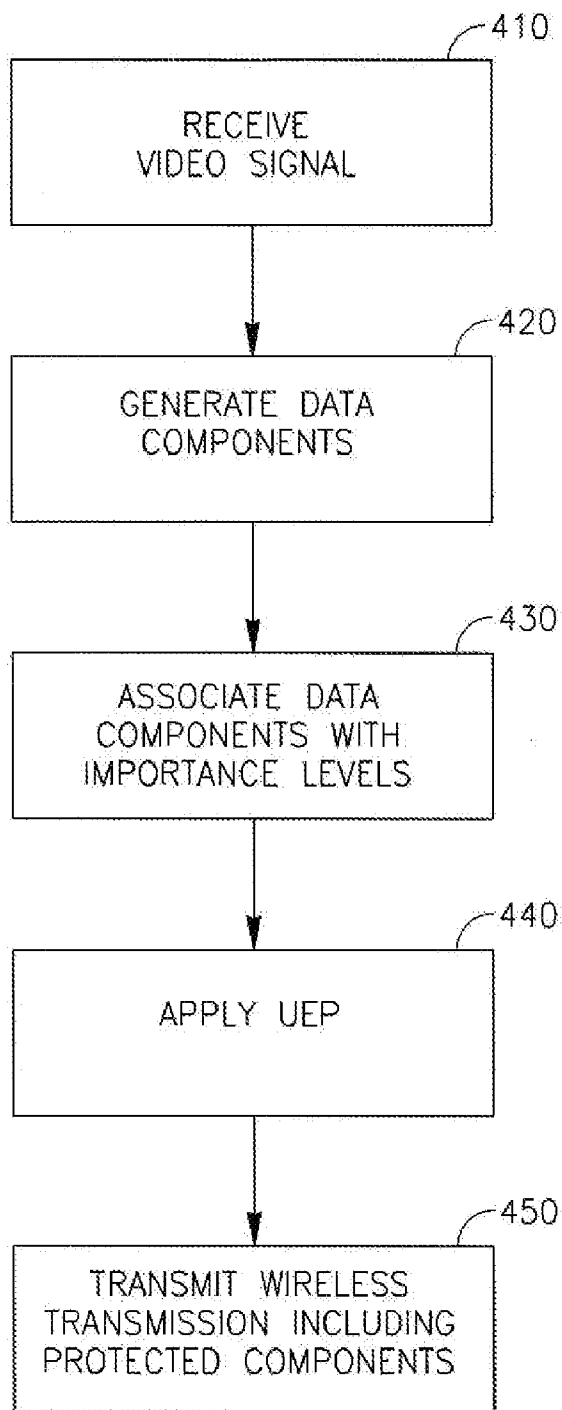 410
RECEIVE
VIDEO SIGNAL
420
GENERATE DATA
COMPONENTS
430
ASSOCIATE DATA
COMPONENTS WITH
IMPORTANCE LEVELS
440
APPLY UEP
450
TRANSMIT WIRELESS
TRANSMISSION INCLUDING
PROTECTED COMPONENTS